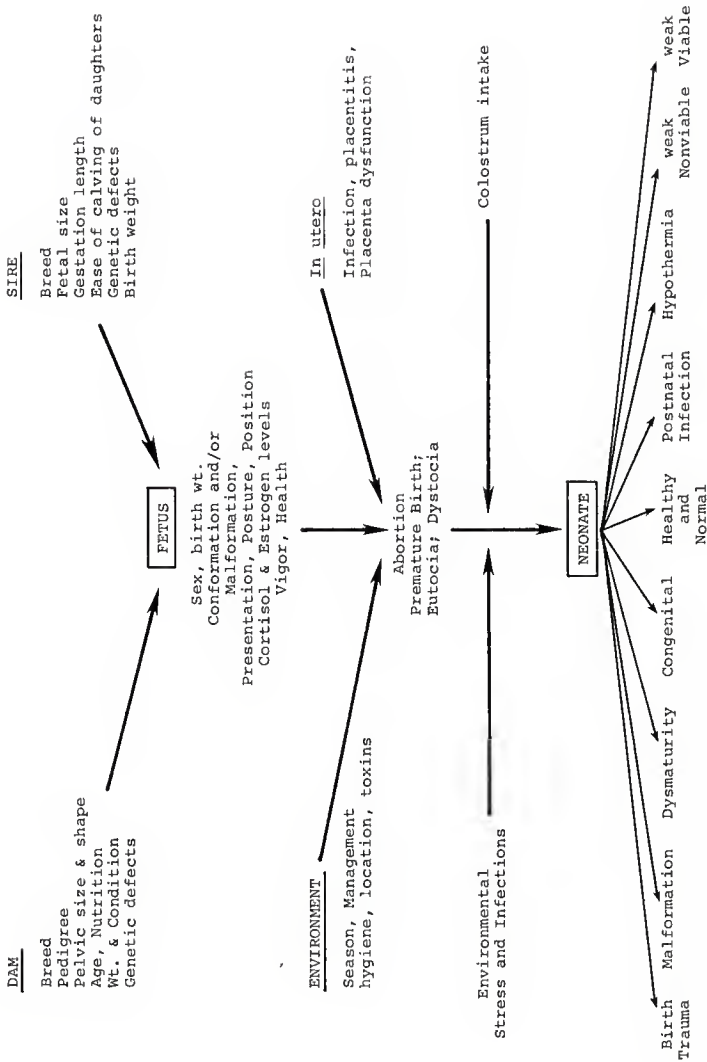 DAM
Breed
Pedigree
Pelvic size & shape
Age, Nutrition
Wt. & Condition
Genetic defects
SIRE
Breed
Fetal size
Gestation length
Ease of calving of daughters
Genetic defects
Birth weight
FETUS
Sex, birth wt.
Conformation and/or
Malformation,
Presentation, Posture, Position
Cortisol & Estrogen levels
Vigor, Health
ENVIRONMENT
Season, Management
hygiene, location, toxins
In utero
Infection, placentitis,
Placenta dysfunction
Abortion
Premature Birth;
Eutocia; Dystocia
Environmental
Stress and Infections
Colostrum intake
NEONATE
Birth
Trauma
Malformation
Dysmaturity
Congenital
Healthy
and
Normal
Postnatal
Infection
Hypothermia
weak
Nonviable
weak
Viable